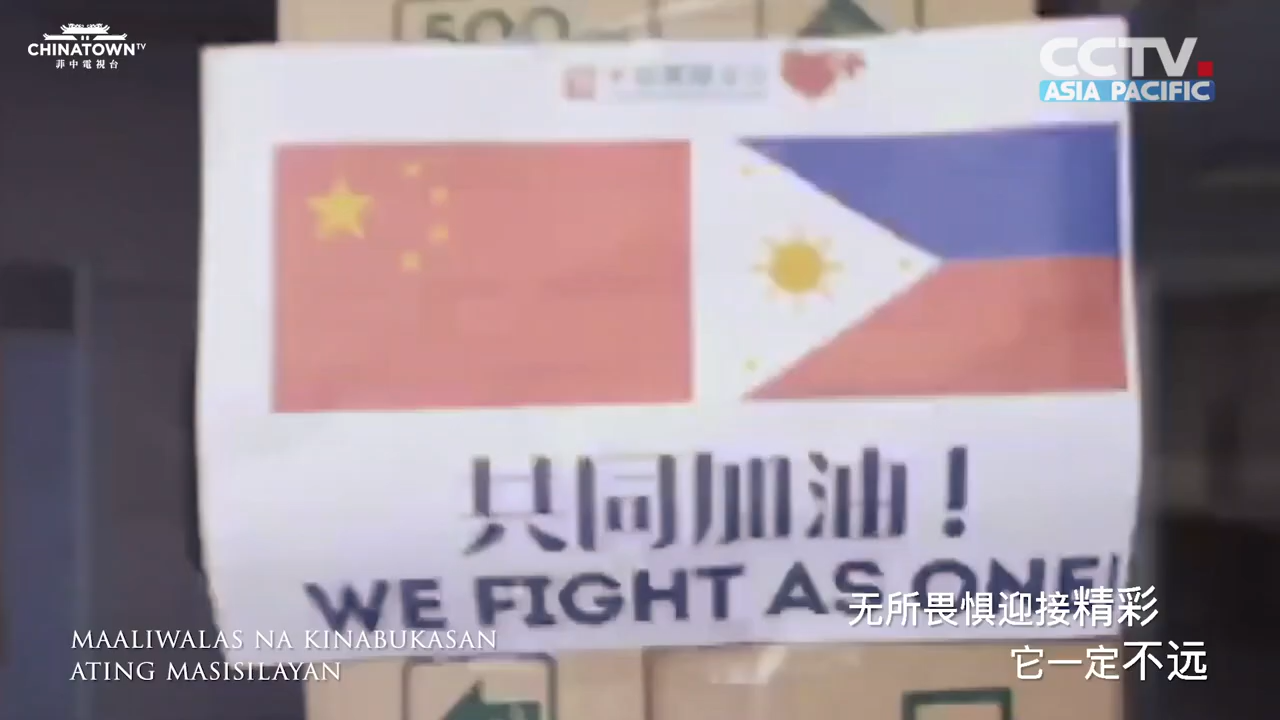 CHINATOWN TV
菲中電視台
CCTV.
ASIA PACIFIC
500
共同加油！
WE FIGHT AS ONE!
MAALIWALAS NA KINABUKASAN
ATING MASISILAYAN
无所畏惧迎接精彩
它一定不远